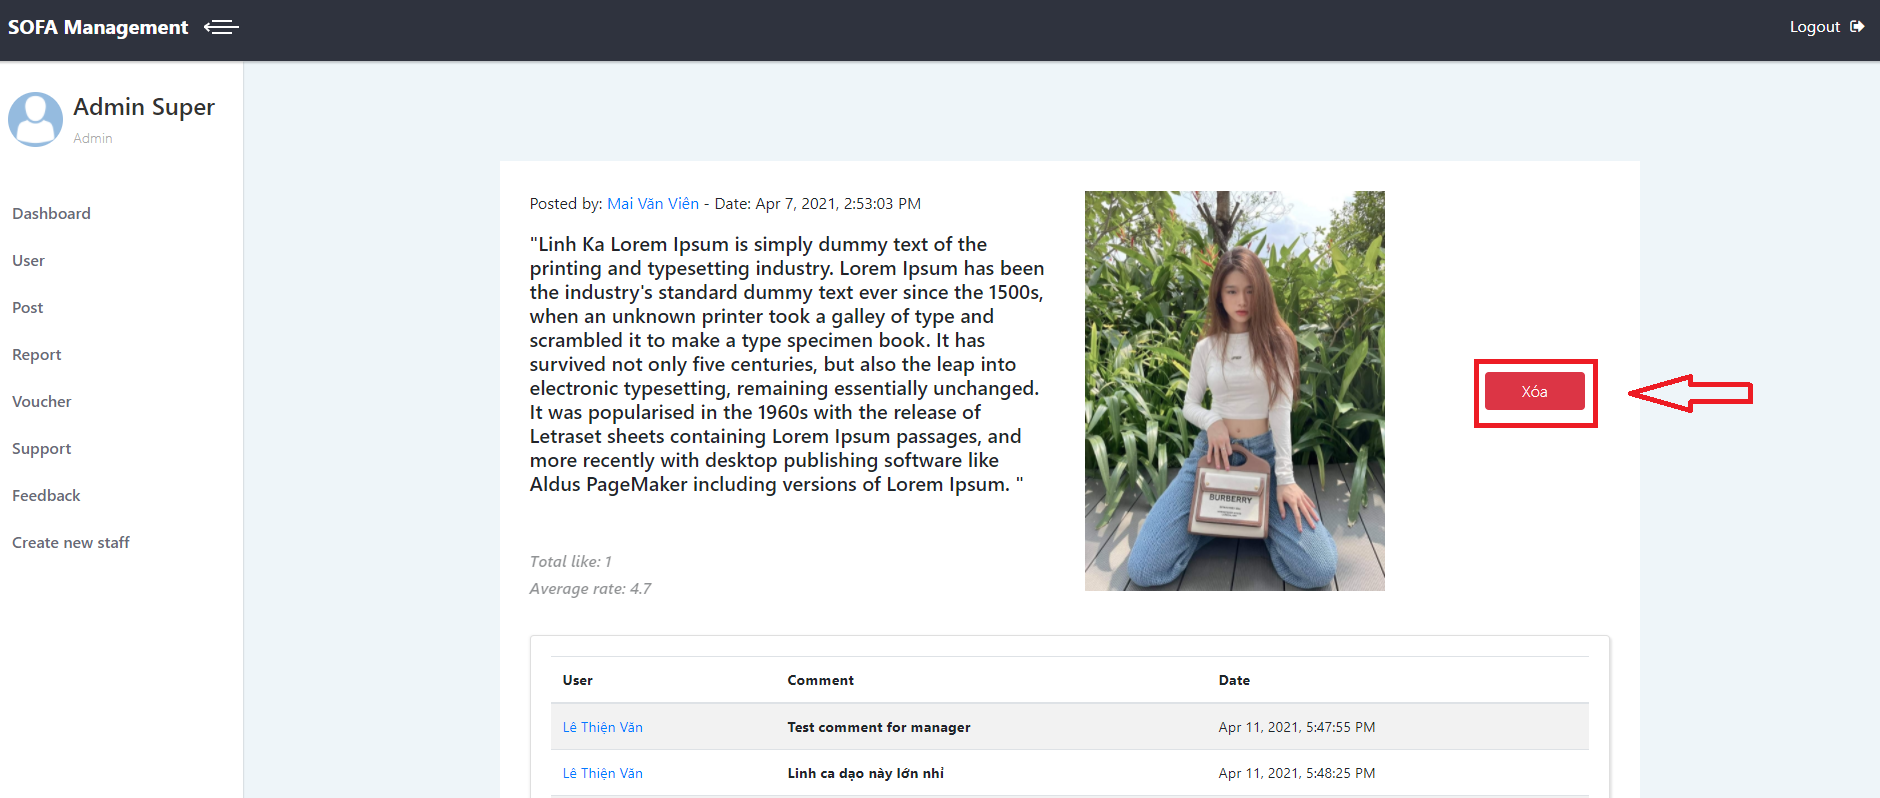 SOFA Management
Logout
Admin Super
Admin
Dashboard
User
Post
Report
Voucher
Support
Feedback
Create new staff
Posted by: Mai Văn Viên - Date: Apr 7, 2021, 2:53:03 PM
"Linh Ka Lorem Ipsum is simply dummy text of the
printing and typesetting industry. Lorem Ipsum has been
the industry's standard dummy text ever since the 1500s,
when an unknown printer took a galley of type and
scrambled it to make a type specimen book. It has
survived not only five centuries, but also the leap into
electronic typesetting, remaining essentially unchanged.
It was popularised in the 1960s with the release of
Letraset sheets containing Lorem Ipsum passages, and
more recently with desktop publishing software like
Aldus PageMaker including versions of Lorem Ipsum. "
Total like: 1
Average rate: 4.7
BURBERRY
Xóa
User Comment Date
Lê Thiện Văn Test comment for manager Apr 11, 2021, 5:47:55 PM
Lê Thiện Văn Linh ca dạo này lớn nhỉ Apr 11, 2021, 5:48:25 PM